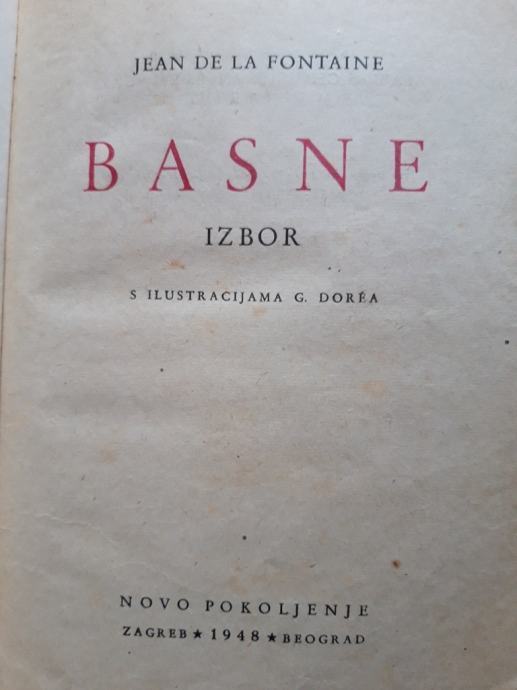 JEAN DE LA FONTAINE
BASNE
IZBOR
S ILUSTRACIJAMA G. DORÉA
NOVO POKOLJENJE
ZAGREB ★ 1948 ★ BEOGRAD